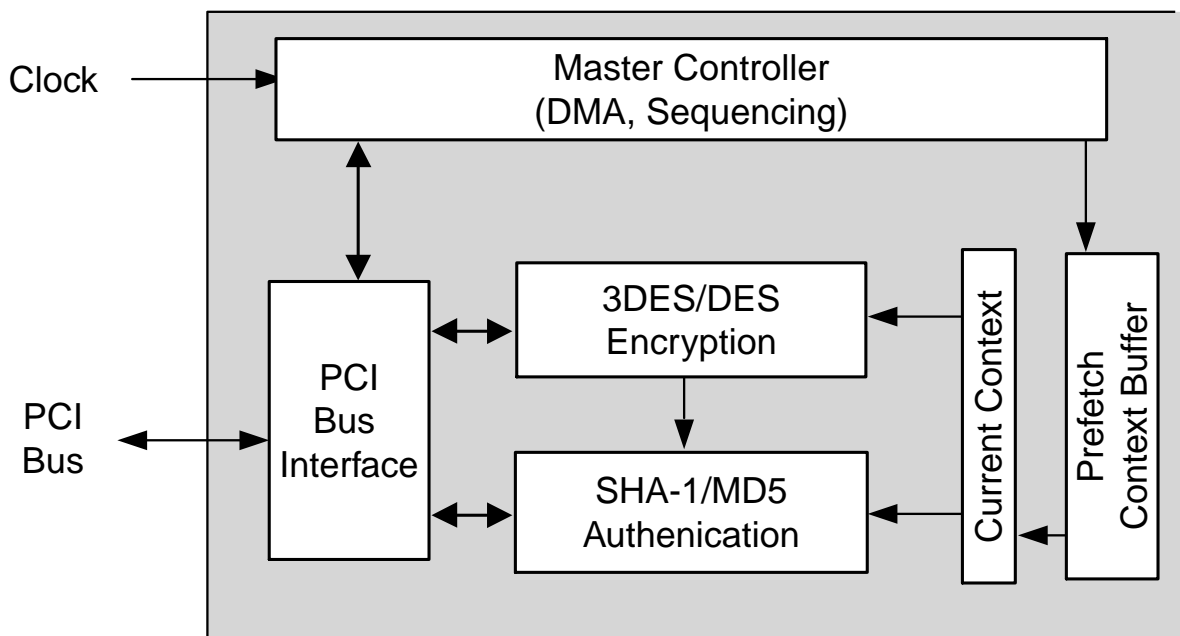 Clock
Master Controller
(DMA, Sequencing)
3DES/DES
Encryption
PCI
Bus
Interface
PCI
Bus
SHA-1/MD5
Authenication
Current Context
Prefetch
Context Buffer